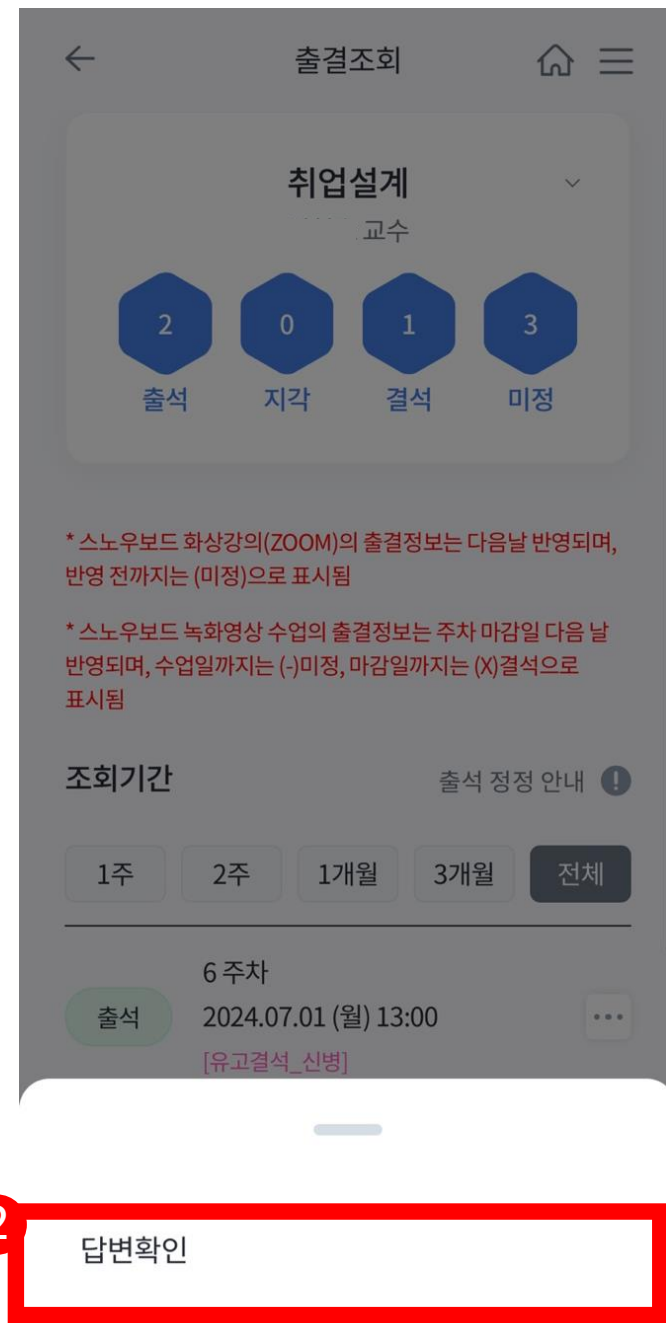 출결조회
취업설계
교수
2
0
1
3
출석
지각
결석
미정
* 스노우보드 화상강의(ZOOM)의 출결정보는 다음날 반영되며,
반영 전까지는 (미정)으로 표시됨
* 스노우보드 녹화영상 수업의 출결정보는 주차 마감일 다음 날
반영되며, 수업일까지는 (-)미정, 마감일까지는 (X)결석으로
표시됨
조회기간
출석 정정 안내 !
1주
2주
1개월
3개월
전체
6 주차
출석
2024.07.01 (월) 13:00
[유고결석_신병]
2
답변확인